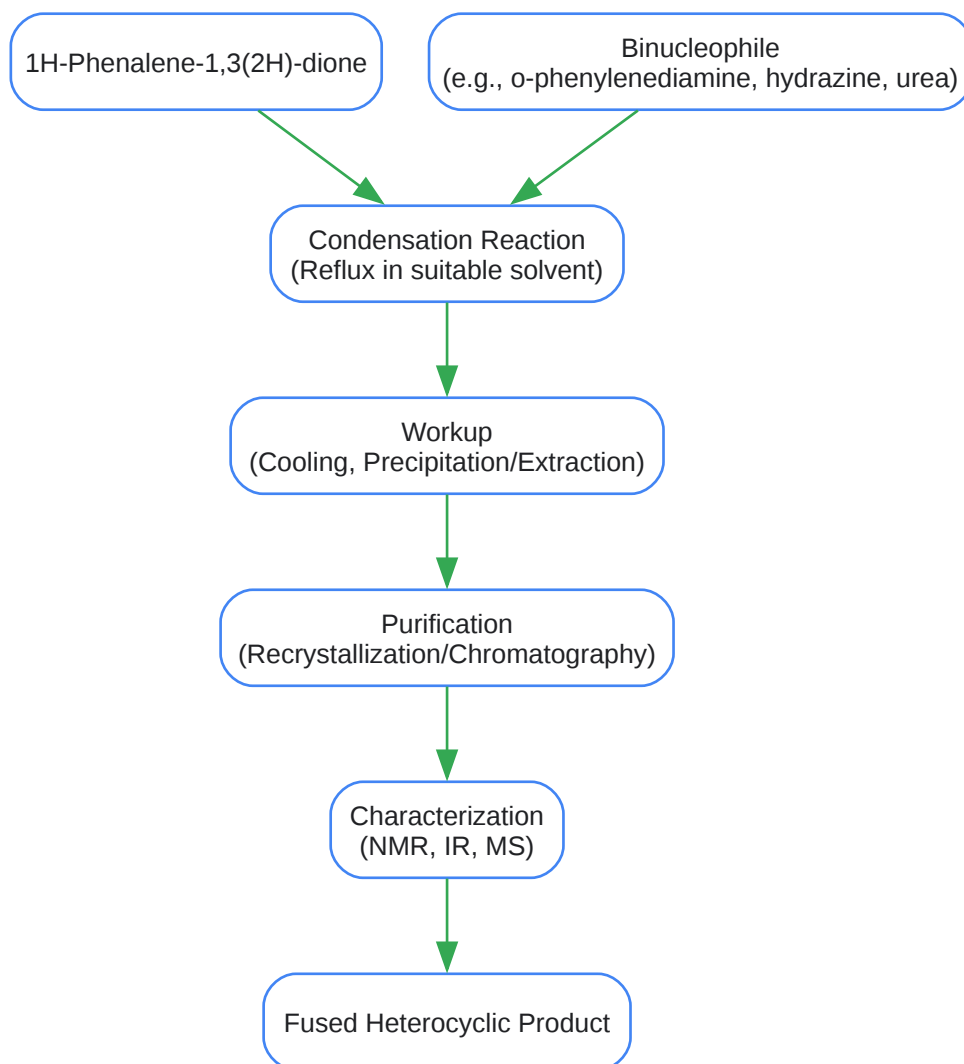 1H-Phenalene-1,3(2H)-dione
Binucleophile
(e.g., o-phenylenediamine, hydrazine, urea)
Condensation Reaction
(Reflux in suitable solvent)
Workup
(Cooling, Precipitation/Extraction)
Purification
(Recrystallization/Chromatography)
Characterization
(NMR, IR, MS)
Fused Heterocyclic Product